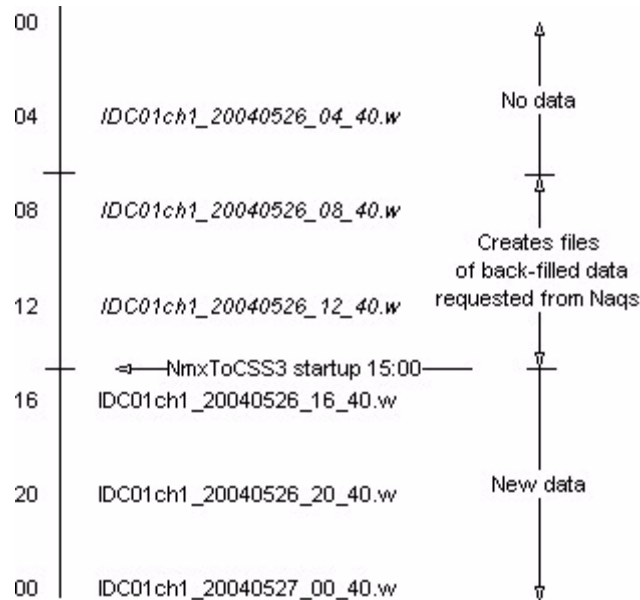 00
04 IDC01ch1_20040526_04_40.w No data
08 IDC01ch1_20040526_08_40.w
Creates files
of back-filled data
requested from Naqs
12 IDC01ch1_20040526_12_40.w
NmxToCSS3 startup 15:00
16 IDC01ch1_20040526_16_40.w
20 IDC01ch1_20040526_20_40.w New data
00 IDC01ch1_20040527_00_40.w